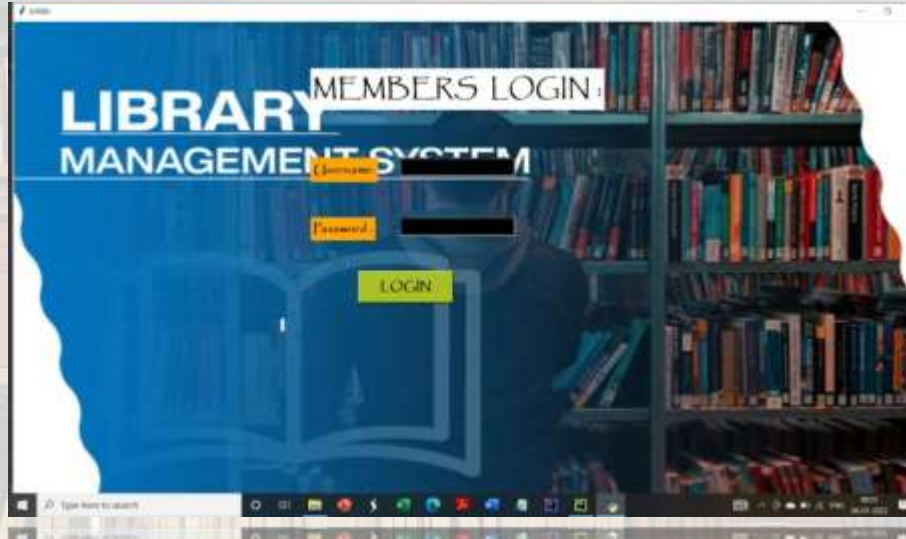 MEMBERS LOGIN :
LIBRARY
MANAGEMENT SYSTEM
Username:
Password :
LOGIN
Type here to search